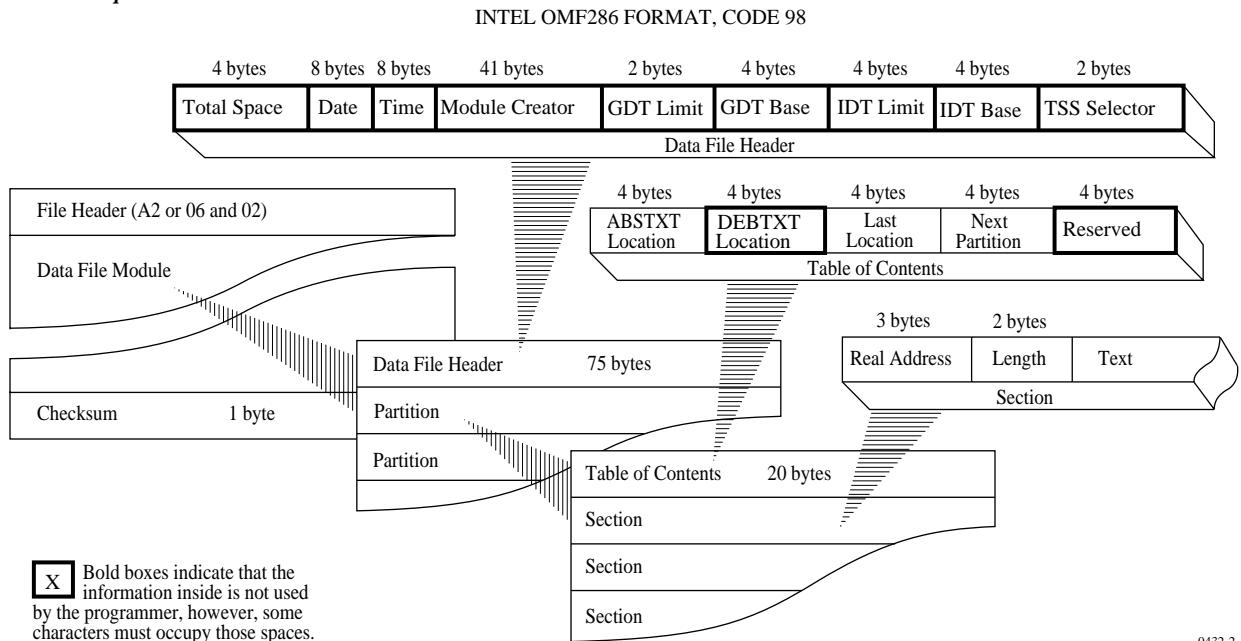 INTEL OMF286 FORMAT, CODE 98
4 bytes 8 bytes 8 bytes 41 bytes 2 bytes 4 bytes 4 bytes 4 bytes 2 bytes
Total Space Date Time Module Creator GDT Limit GDT Base IDT Limit IDT Base TSS Selector
Data File Header
4 bytes 4 bytes 4 bytes 4 bytes 4 bytes
ABSTXT Location DEBTXT Location Last Location Next Partition Reserved
Table of Contents
File Header (A2 or 06 and 02)
Data File Module
Checksum 1 byte
3 bytes 2 bytes
Real Address Length Text
Section
Data File Header 75 bytes
Partition
Partition
Table of Contents 20 bytes
Section
Section
Section
X Bold boxes indicate that the
information inside is not used
by the programmer, however, some
characters must occupy those spaces.